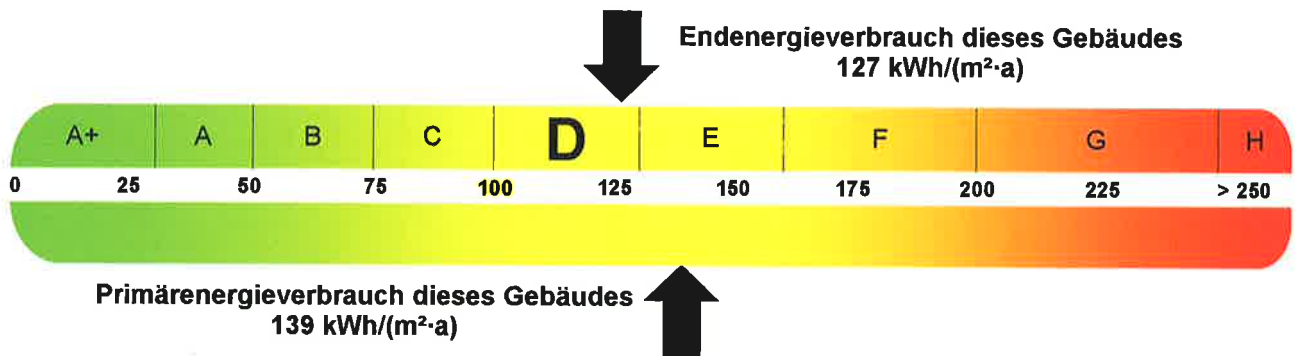 Endenergieverbrauch dieses Gebäudes
127 kWh/(m²·a)
A+ A B C D E F G H
0 25 50 75 100 125 150 175 200 225 > 250
Primärenergieverbrauch dieses Gebäudes
139 kWh/(m²·a)